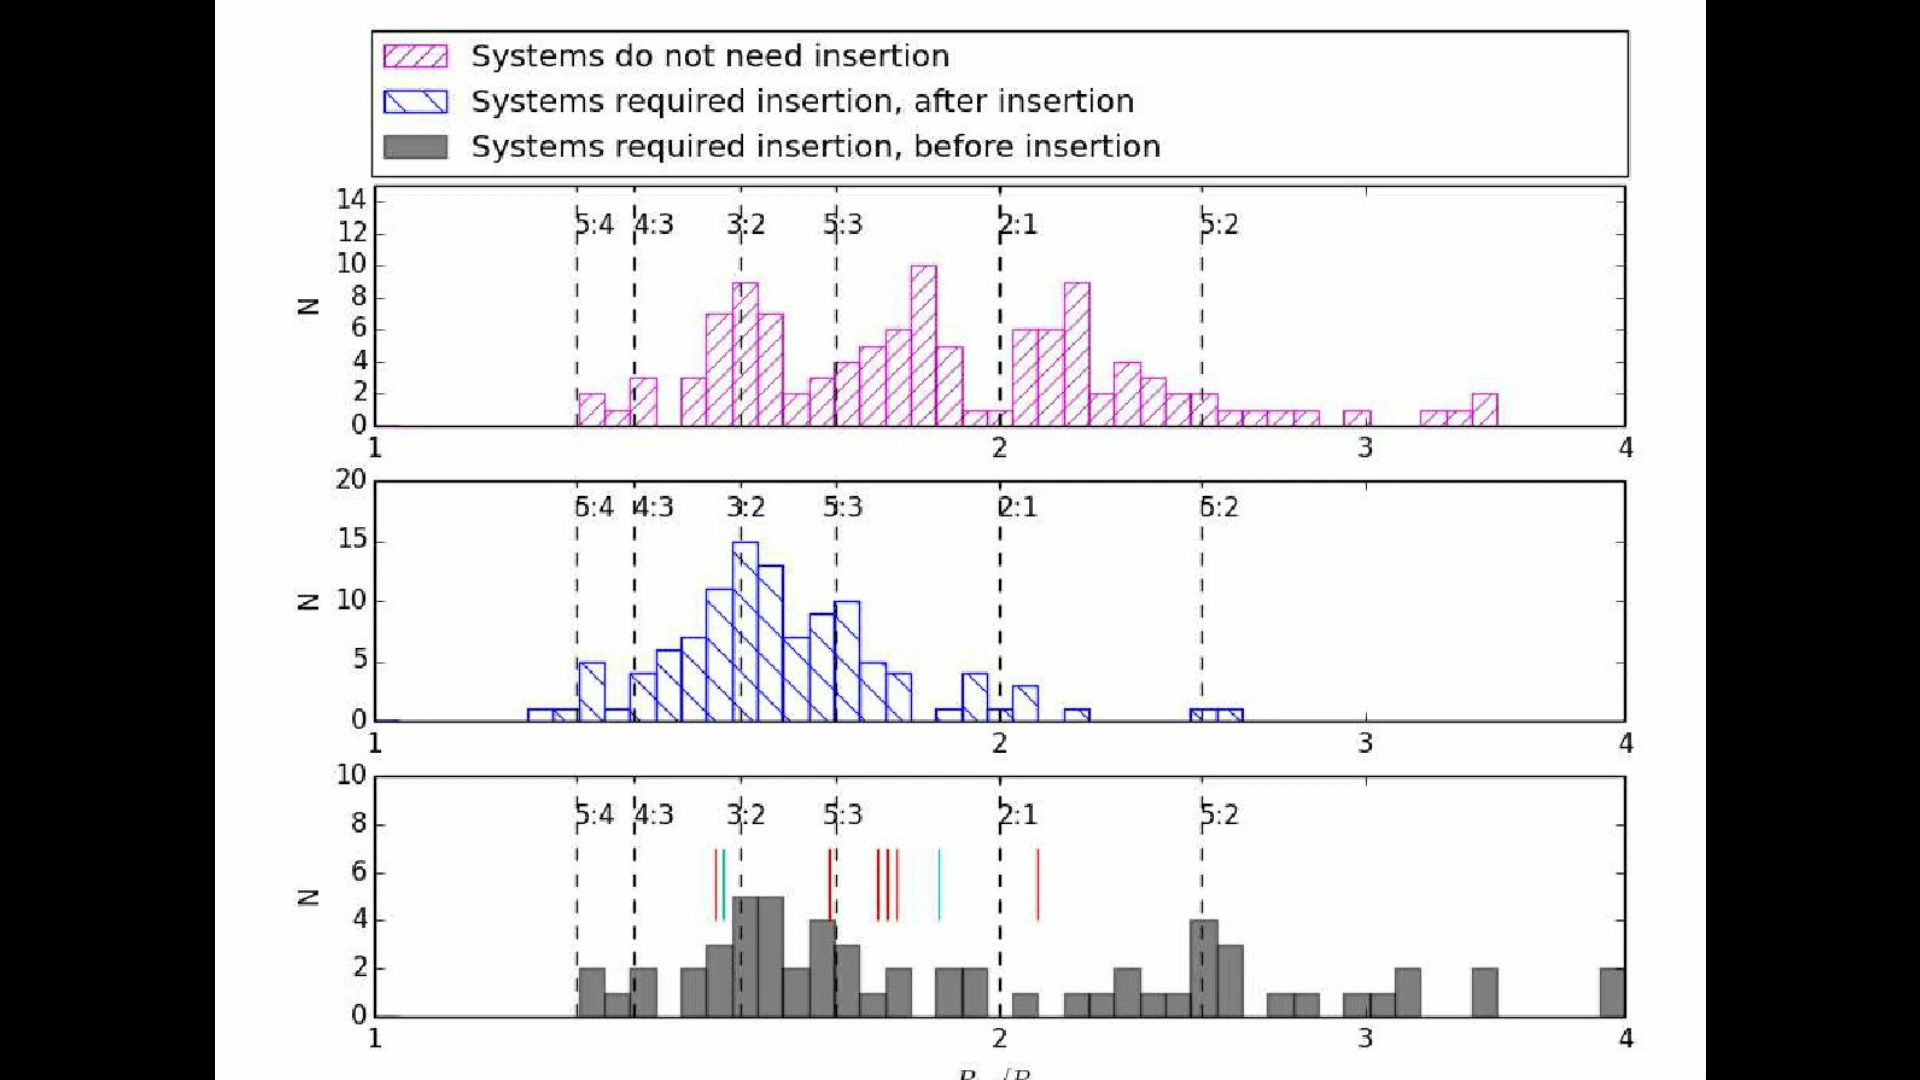 Systems do not need insertion
Systems required insertion, after insertion
Systems required insertion, before insertion
14
12
10
8
6
4
2
0
N
5:4 4:3 3:2 5:3 2:1 5:2
1 2 3 4
20
15
10
5
0
N
5:4 4:3 3:2 5:3 2:1 5:2
1 2 3 4
10
8
6
4
2
0
N
5:4 4:3 3:2 5:3 2:1 5:2
1 2 3 4